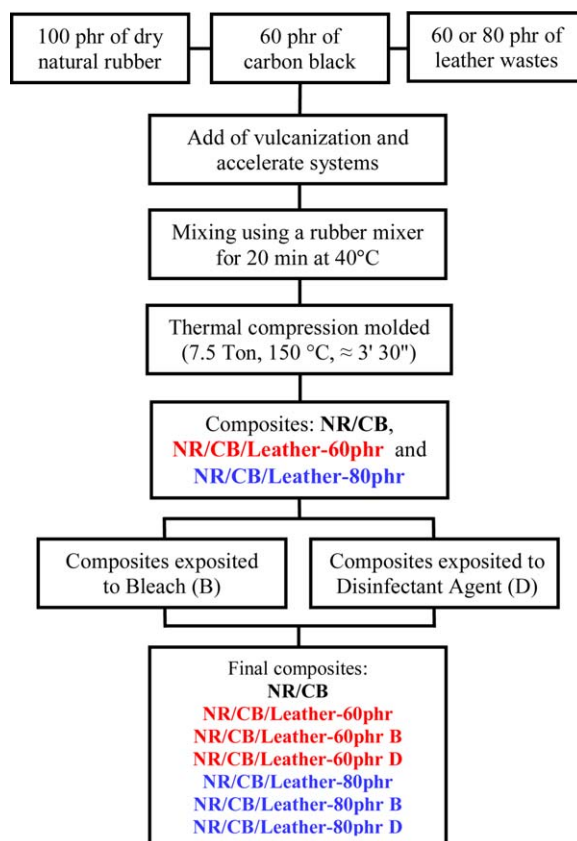 100 phr of dry
natural rubber
60 phr of
carbon black
60 or 80 phr of
leather wastes
Add of vulcanization and
accelerate systems
Mixing using a rubber mixer
for 20 min at 40°C
Thermal compression molded
(7.5 Ton, 150 °C, ≈ 3' 30")
Composites: NR/CB,
NR/CB/Leather-60phr and
NR/CB/Leather-80phr
Composites exposited
to Bleach (B)
Composites exposited to
Disinfectant Agent (D)
Final composites:
NR/CB
NR/CB/Leather-60phr
NR/CB/Leather-60phr B
NR/CB/Leather-60phr D
NR/CB/Leather-80phr
NR/CB/Leather-80phr B
NR/CB/Leather-80phr D